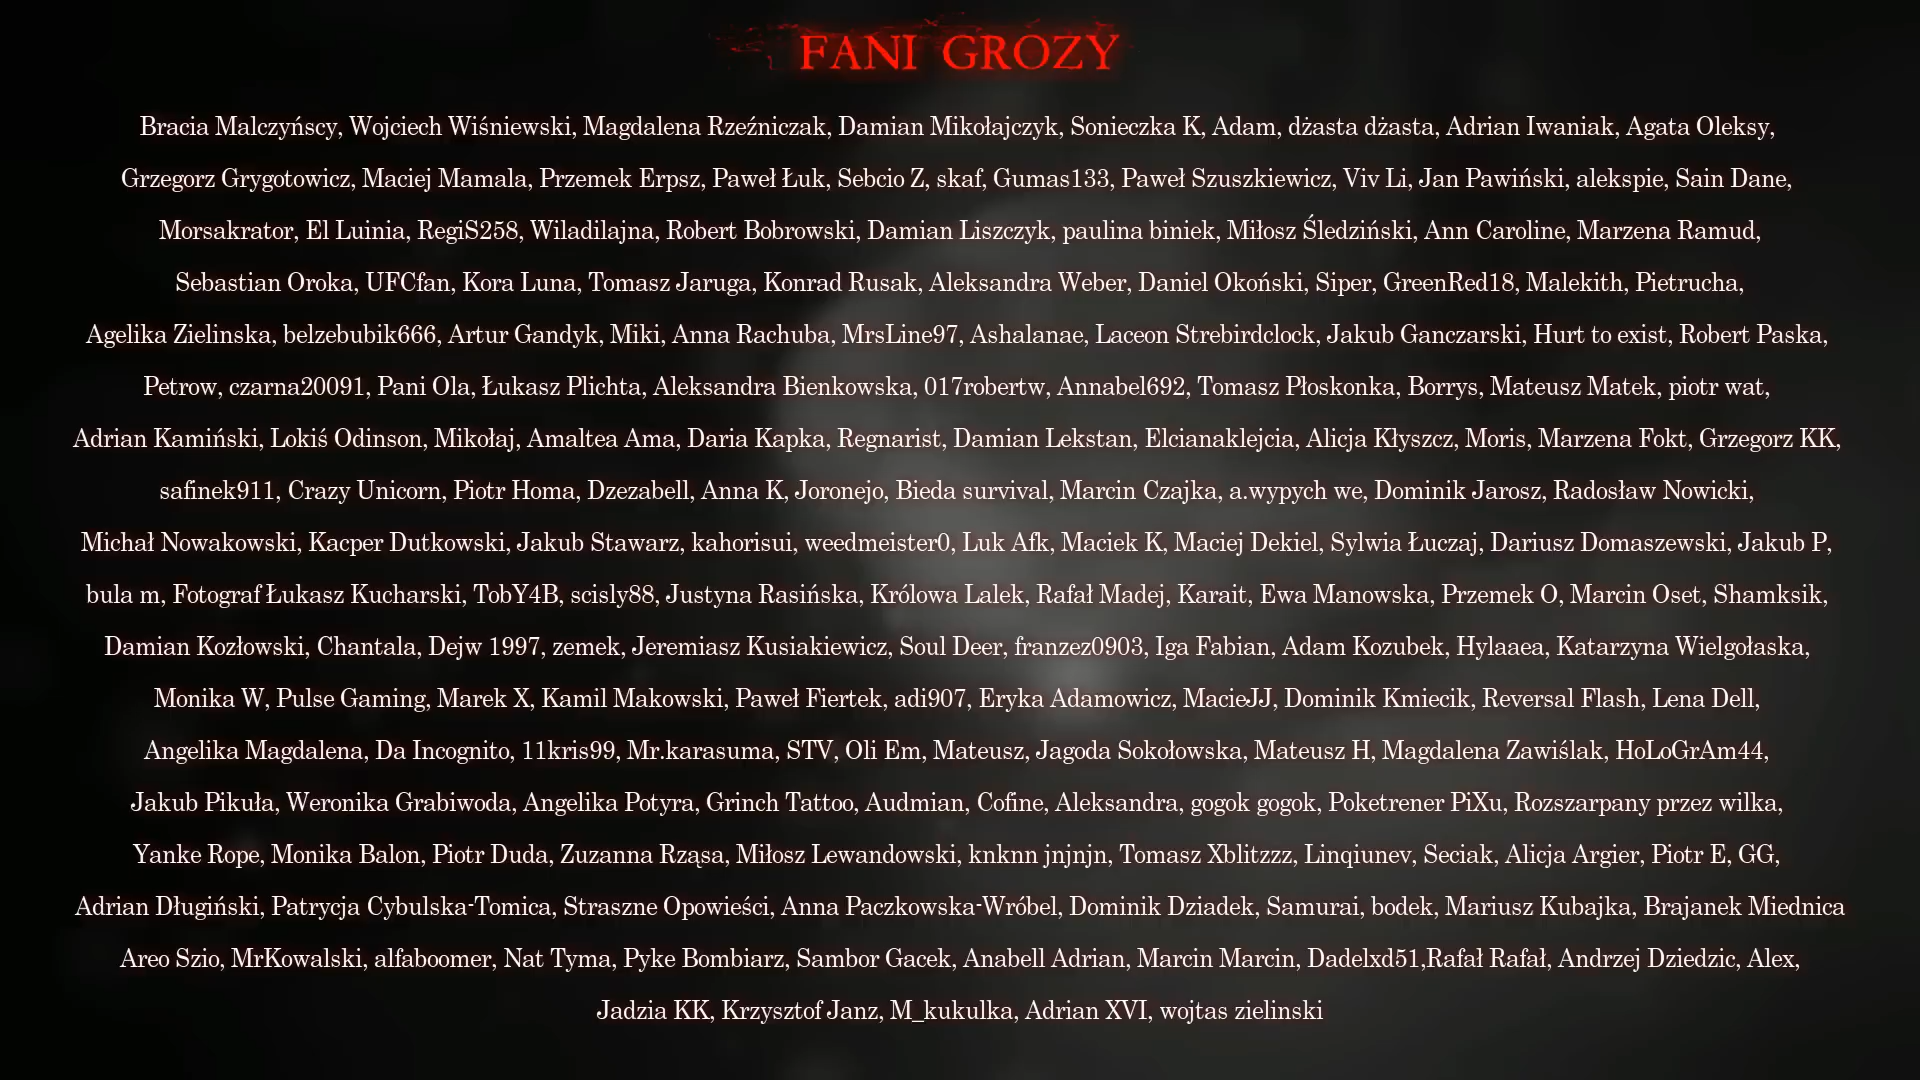 FANI GROZY
Bracia Malczyńscy, Wojciech Wiśniewski, Magdalena Rzeźniczak, Damian Mikołajczyk, Sonieczka K, Adam, dżasta dżasta, Adrian Iwaniak, Agata Oleksy,
Grzegorz Grygotowicz, Maciej Mamala, Przemek Erpsz, Paweł Łuk, Sebcio Z, skaf, Gumas133, Paweł Szuszkiewicz, Viv Li, Jan Pawiński, alekspie, Sain Dane,
Morsakrator, El Luinia, RegiS258, Wiladilajna, Robert Bobrowski, Damian Liszczyk, paulina biniek, Miłosz Śledziński, Ann Caroline, Marzena Ramud,
Sebastian Oroka, UFCfan, Kora Luna, Tomasz Jaruga, Konrad Rusak, Aleksandra Weber, Daniel Okoński, Siper, GreenRed18, Malekith, Pietrucha,
Agelika Zielinska, belzebubik666, Artur Gandyk, Miki, Anna Rachuba, MrsLine97, Ashalanae, Laceon Strebirdclock, Jakub Ganczarski, Hurt to exist, Robert Paska,
Petrow, czarna20091, Pani Ola, Łukasz Plichta, Aleksandra Bienkowska, 017robertw, Annabel692, Tomasz Płoskonka, Borrys, Mateusz Matek, piotr wat,
Adrian Kamiński, Lokiś Odinson, Mikołaj, Amaltea Ama, Daria Kapka, Regnarist, Damian Lekstan, Elcianaklejcia, Alicja Kłyszcz, Moris, Marzena Fokt, Grzegorz KK,
safinek911, Crazy Unicorn, Piotr Homa, Dzezabell, Anna K, Joronejo, Bieda survival, Marcin Czajka, a.wypych we, Dominik Jarosz, Radosław Nowicki,
Michał Nowakowski, Kacper Dutkowski, Jakub Stawarz, kahorisui, weedmeister0, Luk Afk, Maciek K, Maciej Dekiel, Sylwia Łuczaj, Dariusz Domaszewski, Jakub P,
bula m, Fotograf Łukasz Kucharski, TobY4B, scisly88, Justyna Rasińska, Królowa Lalek, Rafał Madej, Karait, Ewa Manowska, Przemek O, Marcin Oset, Shamksik,
Damian Kozłowski, Chantala, Dejw 1997, zemek, Jeremiasz Kusiakiewicz, Soul Deer, franzez0903, Iga Fabian, Adam Kozubek, Hylaaea, Katarzyna Wielgołaska,
Monika W, Pulse Gaming, Marek X, Kamil Makowski, Paweł Fiertek, adi907, Eryka Adamowicz, MacieJJ, Dominik Kmiecik, Reversal Flash, Lena Dell,
Angelika Magdalena, Da Incognito, 11kris99, Mr.karasuma, STV, Oli Em, Mateusz, Jagoda Sokołowska, Mateusz H, Magdalena Zawiślak, HoLoGrAm44,
Jakub Pikuła, Weronika Grabiwoda, Angelika Potyra, Grinch Tattoo, Audmian, Cofine, Aleksandra, gogok gogok, Poketrener PiXu, Rozszarpany przez wilka,
Yanke Rope, Monika Balon, Piotr Duda, Zuzanna Rząsa, Miłosz Lewandowski, knknn jnjnjn, Tomasz Xblitzzz, Linqiunev, Seciak, Alicja Argier, Piotr E, GG,
Adrian Długiński, Patrycja Cybulska-Tomica, Straszne Opowieści, Anna Paczkowska-Wróbel, Dominik Dziadek, Samurai, bodek, Mariusz Kubajka, Brajanek Miednica
Areo Szio, MrKowalski, alfaboomer, Nat Tyma, Pyke Bombiarz, Sambor Gacek, Anabell Adrian, Marcin Marcin, Dadelxd51,Rafał Rafał, Andrzej Dziedzic, Alex,
Jadzia KK, Krzysztof Janz, M_kukulka, Adrian XVI, wojtas zielinski